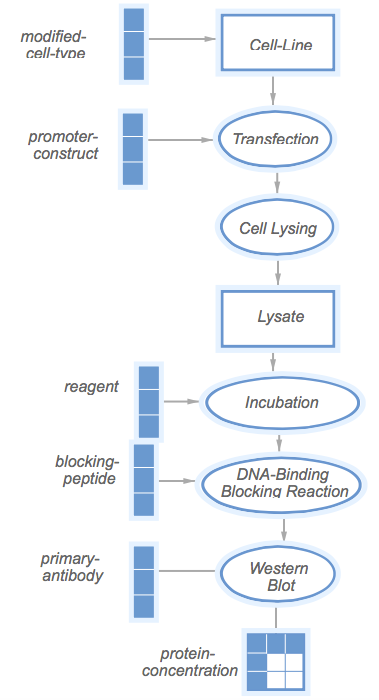 modified-
cell-type
Cell-Line
promoter-
construct
Transfection
Cell Lysing
Lysate
reagent
Incubation
blocking-
peptide
DNA-Binding
Blocking Reaction
primary-
antibody
Western
Blot
protein-
concentration